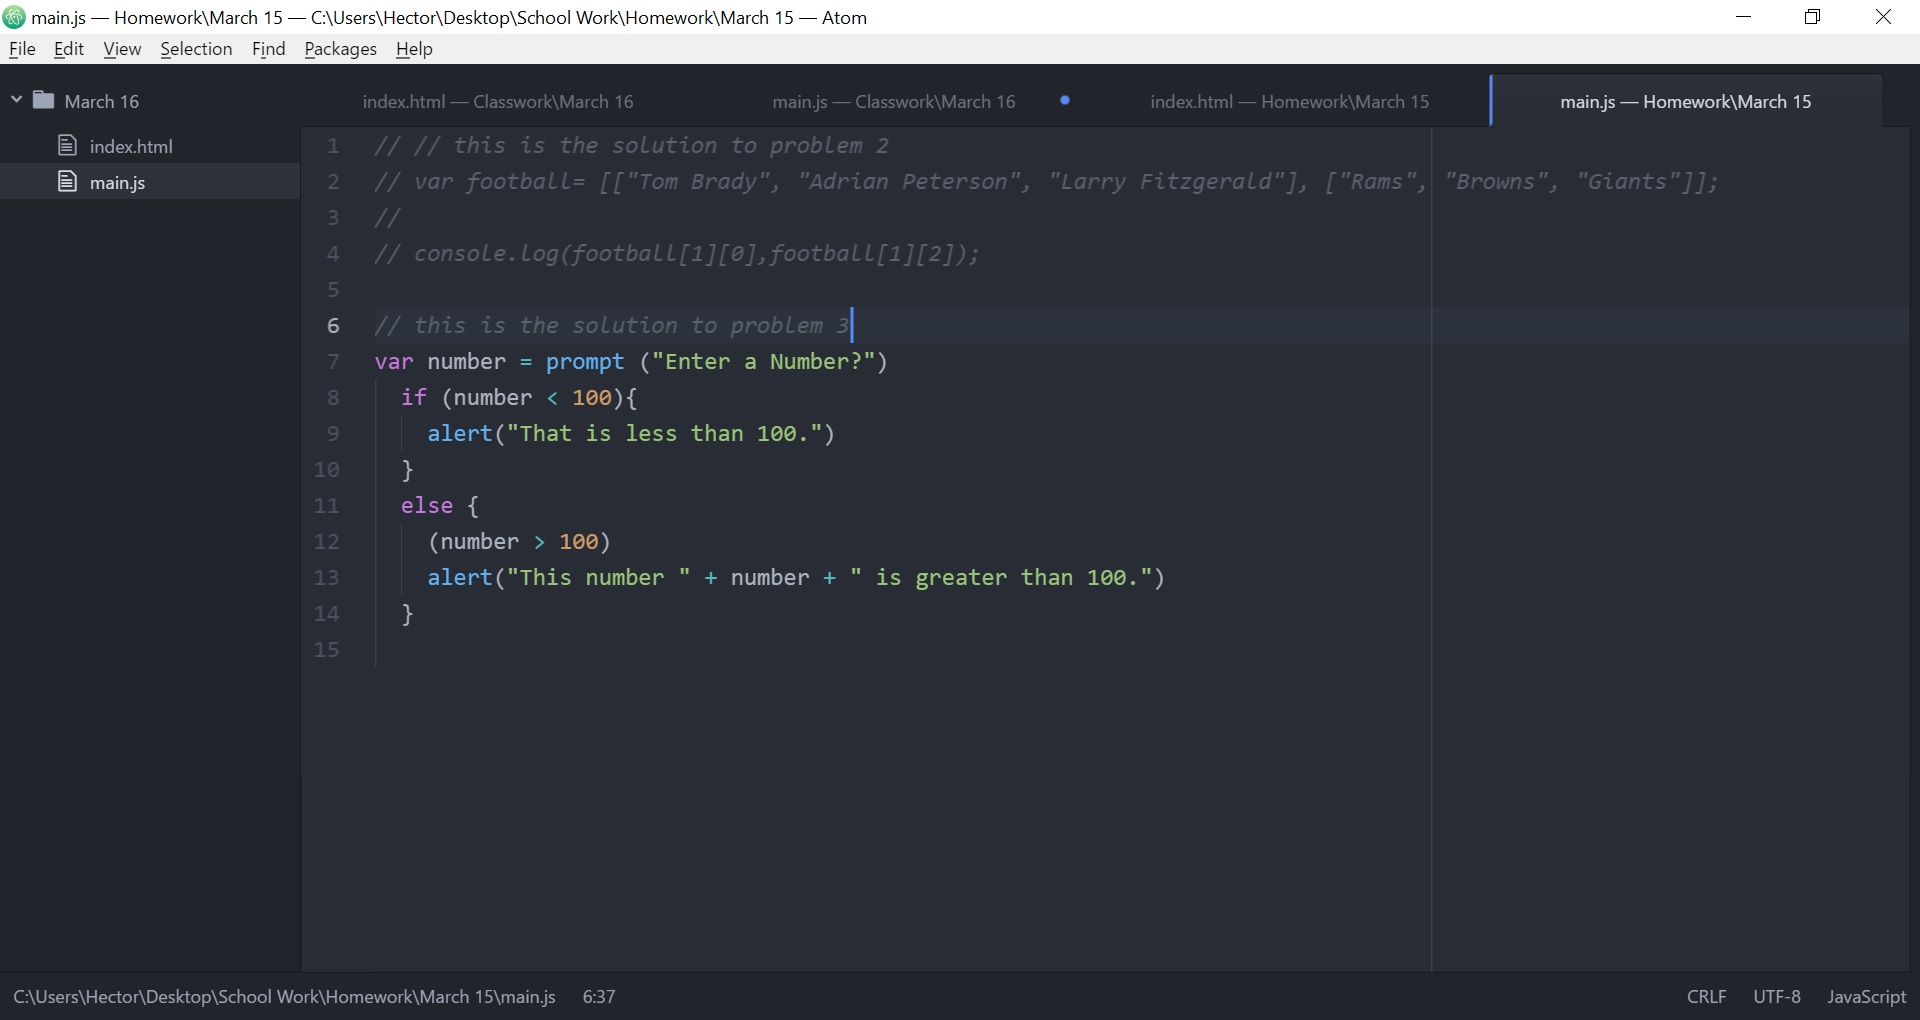 main.js — Homework\March 15 — C:\Users\Hector\Desktop\School Work\Homework\March 15 — Atom
File Edit View Selection Find Packages Help
March 16
index.html
main.js
index.html — Classwork\March 16
main.js — Classwork\March 16
index.html — Homework\March 15
main.js — Homework\March 15
1 // // this is the solution to problem 2
2 // var football= [["Tom Brady", "Adrian Peterson", "Larry Fitzgerald"], ["Rams", "Browns", "Giants"]];
3 //
4 // console.log(football[1][0],football[1][2]);
5
6 // this is the solution to problem 3
7 var number = prompt ("Enter a Number?")
8   if (number < 100){
9     alert("That is less than 100.")
10   }
11   else {
12     (number > 100)
13     alert("This number " + number + " is greater than 100.")
14   }
15
C:\Users\Hector\Desktop\School Work\Homework\March 15\main.js 6:37
CRLF UTF-8 JavaScript